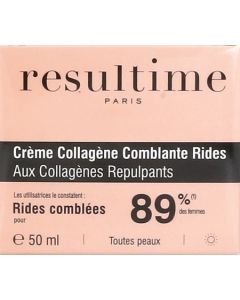 resultime
PARIS
Crème Collagène Comblante Rides
Aux Collagènes Repulpants
Les utilisatrices le constatent :
Rides comblées
pour
89%(1)
des femmes
e 50 ml | Toutes peaux